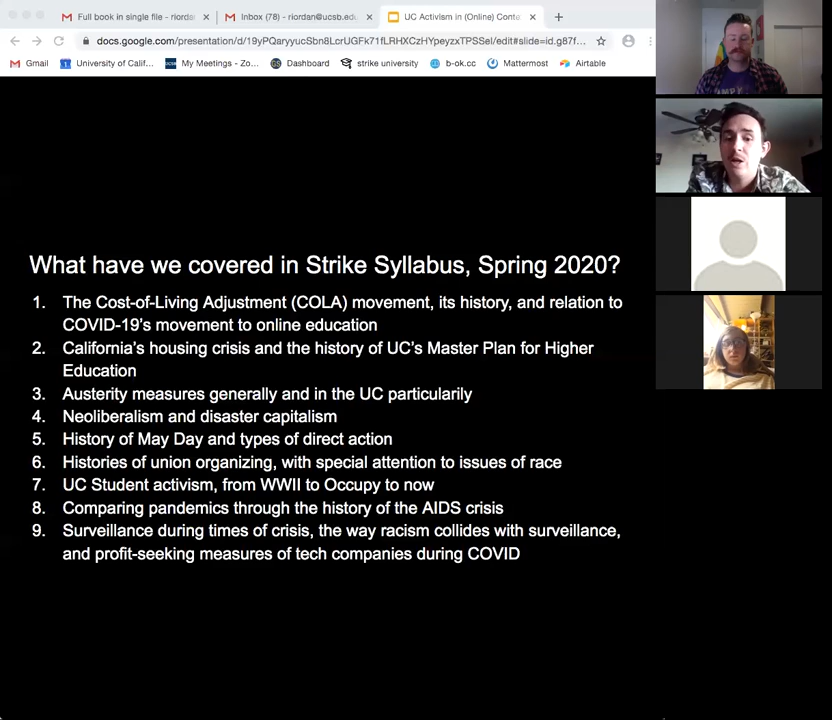 Full book in single file - riordan
Inbox (78) - riordan@ucsb.edu
UC Activism in (Online) Conte
docs.google.com/presentation/d/19yPQaryyucSbn8LcrUGFk71fLRHXCzHYpeyzxTPSSeI/edit#slide=id.g87f...
Gmail
University of Calif...
My Meetings - Zo...
Dashboard
strike university
b-ok.cc
Mattermost
Airtable
What have we covered in Strike Syllabus, Spring 2020?
1. The Cost-of-Living Adjustment (COLA) movement, its history, and relation to
COVID-19's movement to online education
2. California's housing crisis and the history of UC's Master Plan for Higher
Education
3. Austerity measures generally and in the UC particularily
4. Neoliberalism and disaster capitalism
5. History of May Day and types of direct action
6. Histories of union organizing, with special attention to issues of race
7. UC Student activism, from WWII to Occupy to now
8. Comparing pandemics through the history of the AIDS crisis
9. Surveillance during times of crisis, the way racism collides with surveillance,
and profit-seeking measures of tech companies during COVID